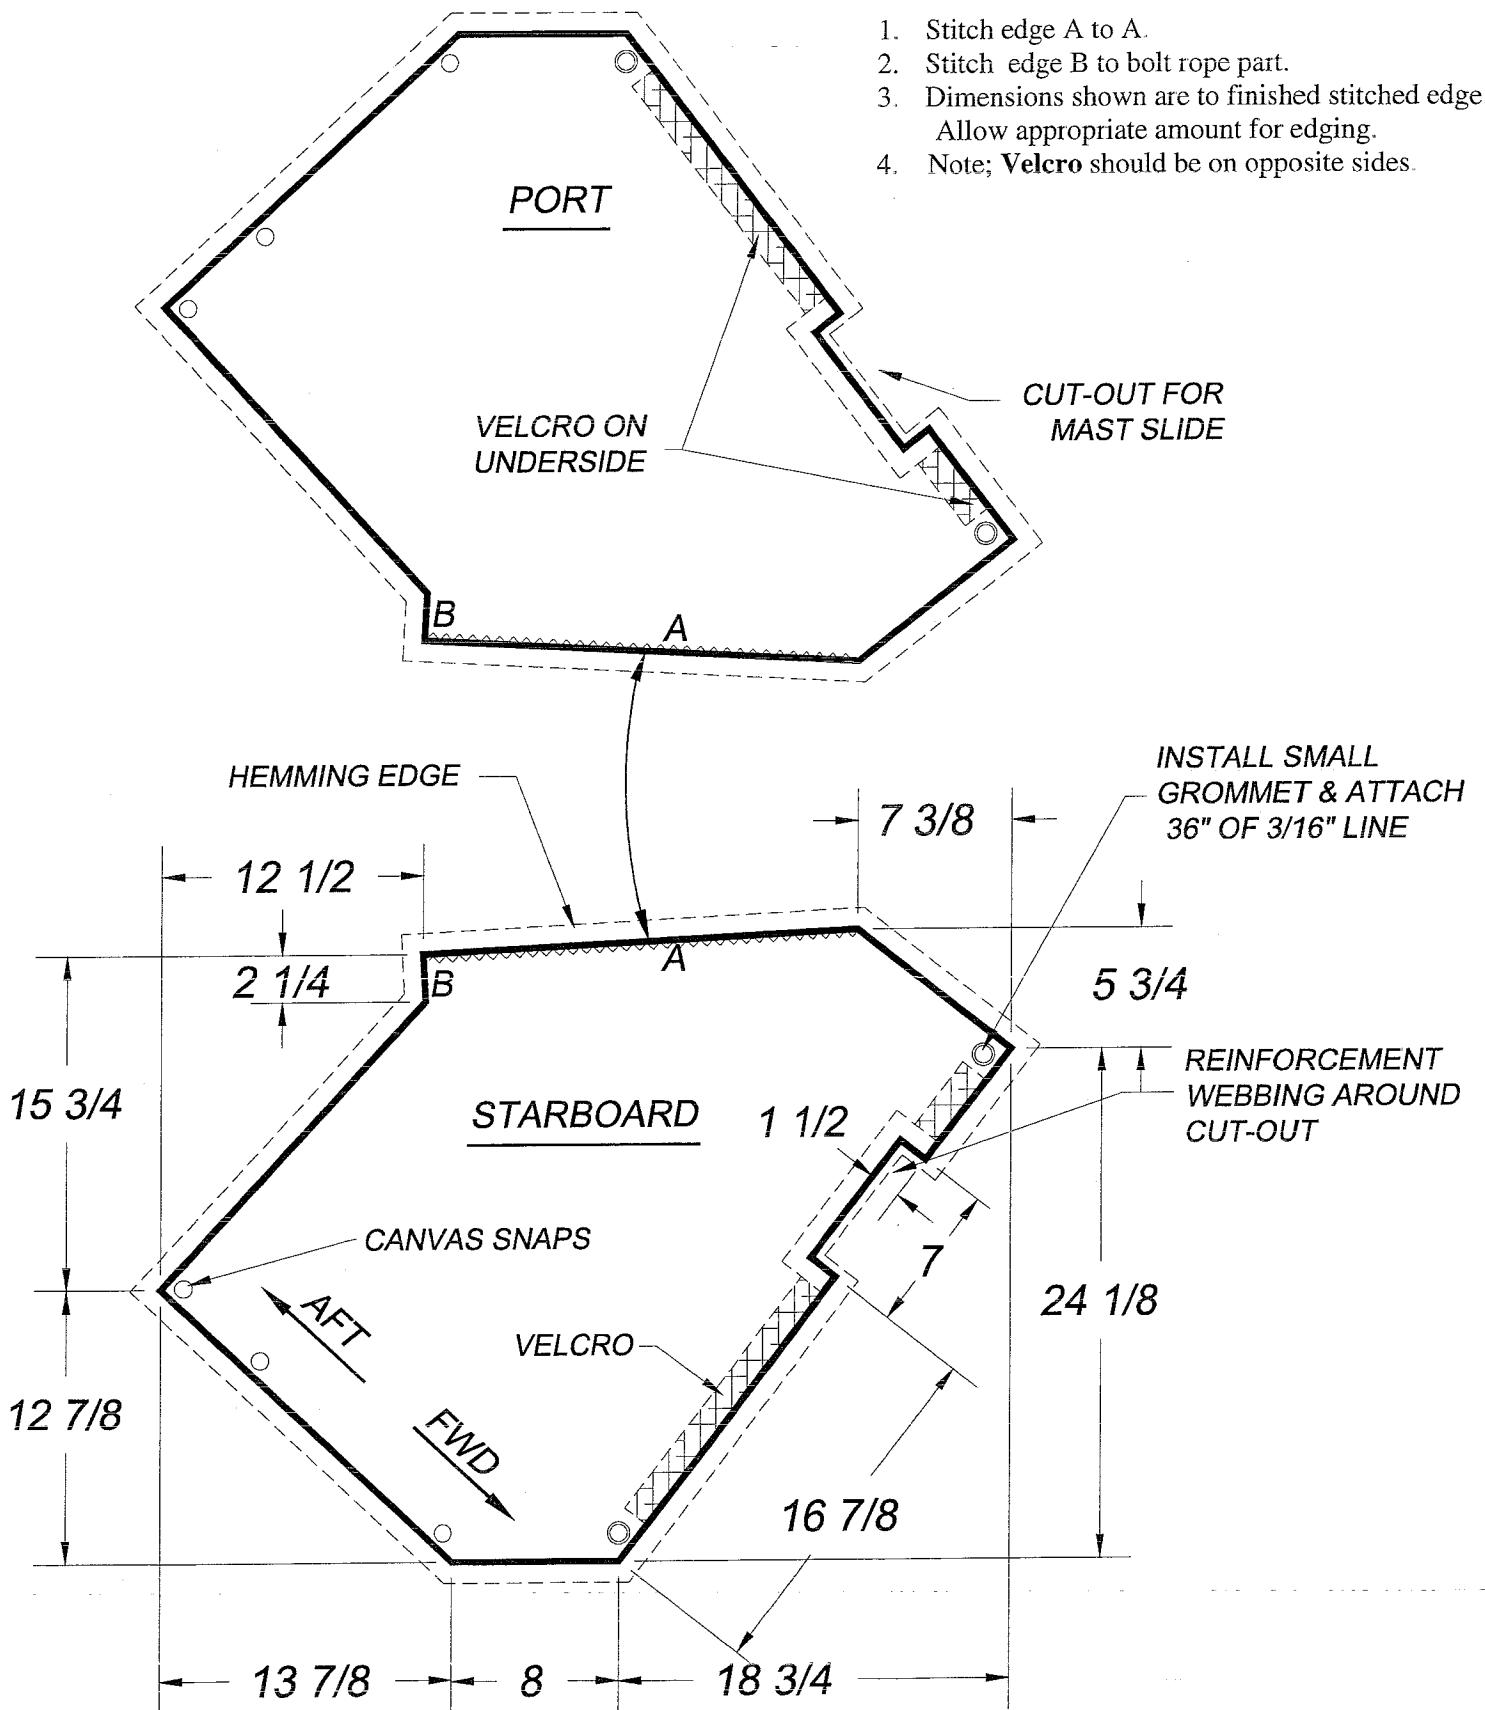 1. Stitch edge A to A.
2. Stitch edge B to bolt rope part.
3. Dimensions shown are to finished stitched edge
Allow appropriate amount for edging.
4. Note; Velcro should be on opposite sides.
PORT
CUT-OUT FOR
MAST SLIDE
VELCRO ON
UNDERSIDE
B
A
HEMMING EDGE
INSTALL SMALL
GROMMET & ATTACH
36" OF 3/16" LINE
7 3/8
12 1/2
A
2 1/4
B
5 3/4
REINFORCEMENT
WEBBING AROUND
CUT-OUT
15 3/4
STARBOARD
1 1/2
CANVAS SNAPS
7
24 1/8
AFT
VELCRO
12 7/8
FWD
16 7/8
13 7/8
8
18 3/4